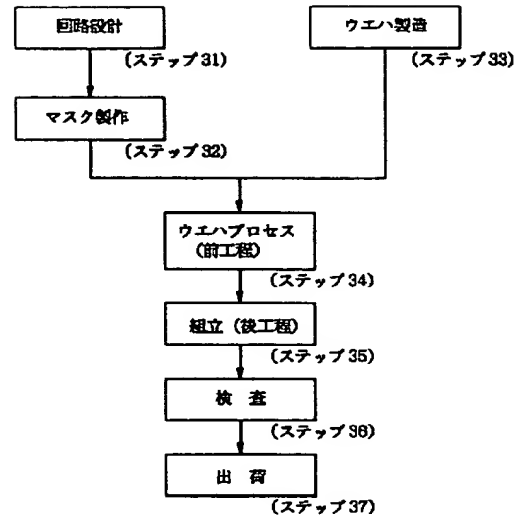 回路設計
(ステップ31)
ウエハ製造
(ステップ33)
マスク製作
(ステップ32)
ウエハプロセス
(前工程)
(ステップ34)
組立(後工程)
(ステップ35)
検 査
(ステップ36)
出 荷
(ステップ37)